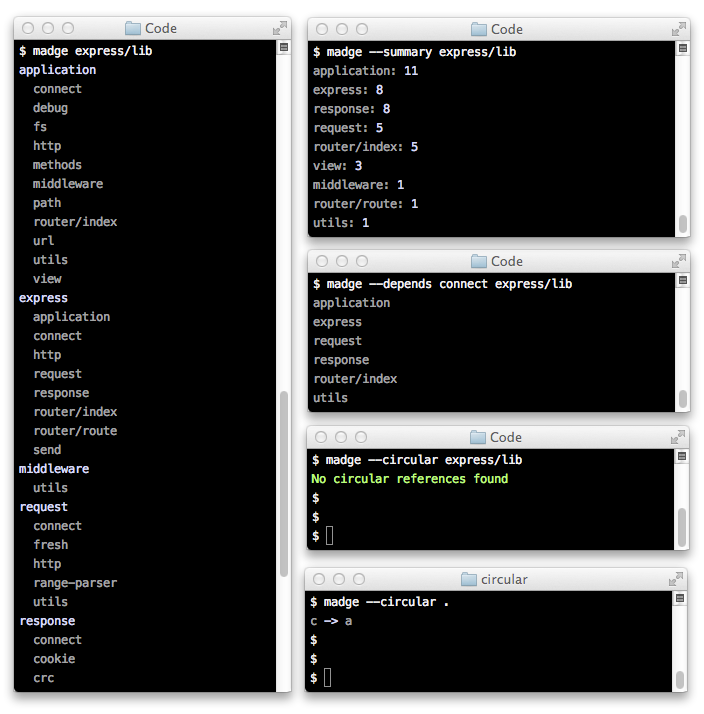 Code
$ madge express/lib
application
connect
debug
fs
http
methods
middleware
path
router/index
url
utils
view
express
application
connect
http
request
response
router/index
router/route
send
middleware
utils
request
connect
fresh
http
range-parser
utils
response
connect
cookie
crc
Code
$ madge --summary express/lib
application: 11
express: 8
response: 8
request: 5
router/index: 5
view: 3
middleware: 1
router/route: 1
utils: 1
Code
$ madge --depends connect express/lib
application
express
request
response
router/index
utils
Code
$ madge --circular express/lib
No circular references found
$
$
$
circular
$ madge --circular .
c -> a
$
$
$